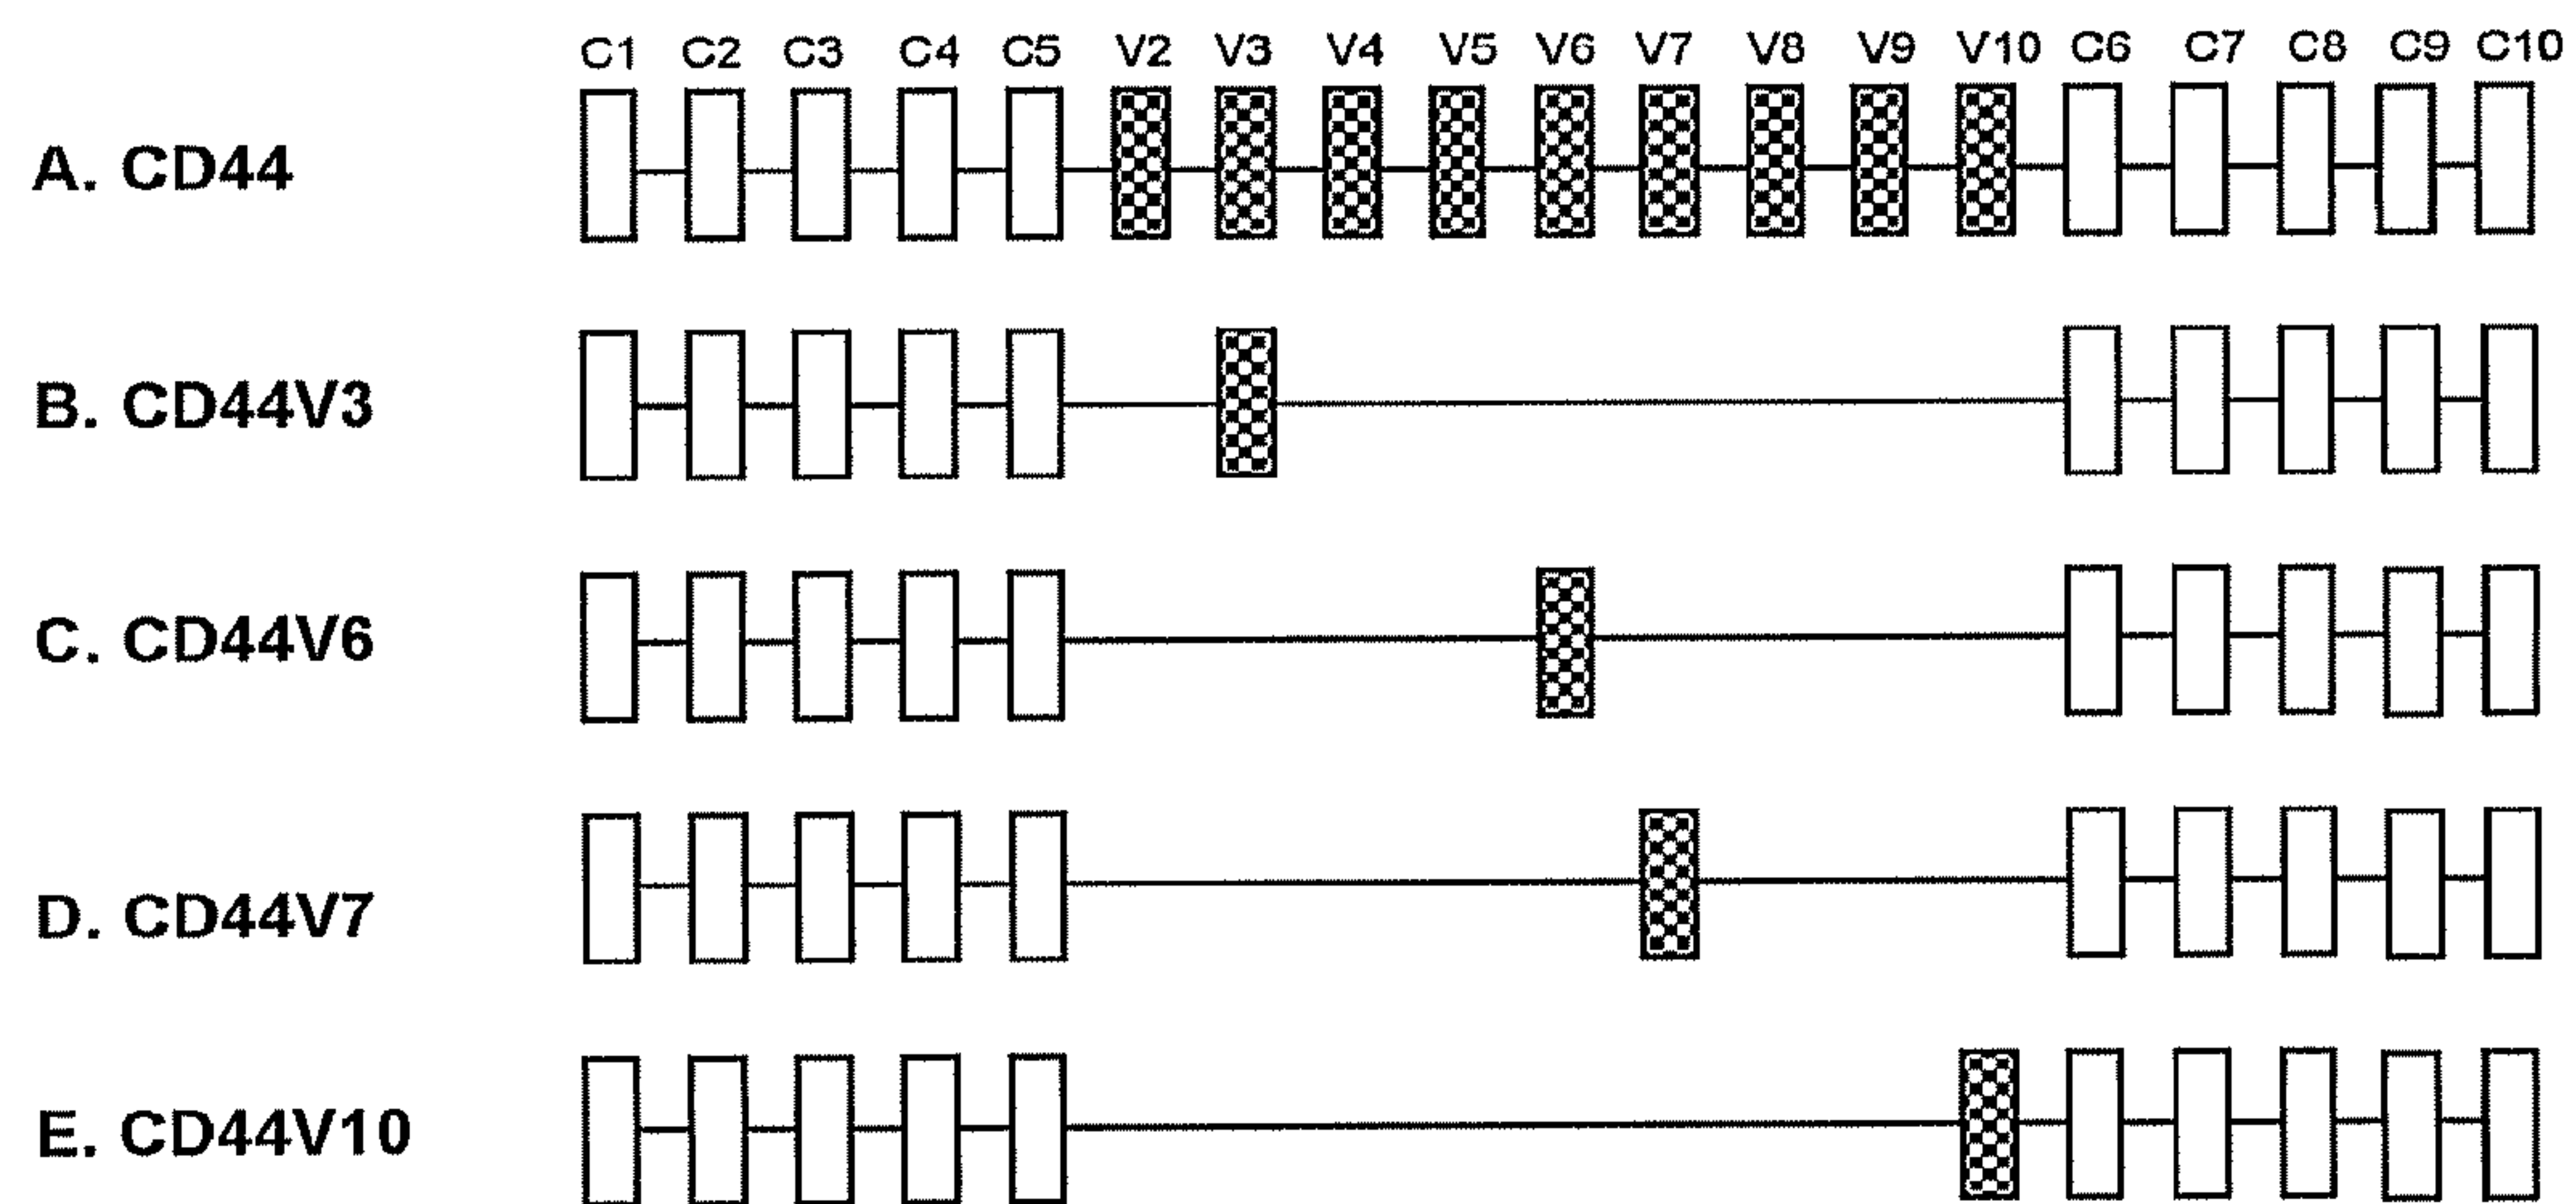 C1 C2 C3 C4 C5 V2 V3 V4 V5 V6 V7 V8 V9 V10 C6 C7 C8 C9 C10
A. CD44
B. CD44V3
C. CD44V6
D. CD44V7
E. CD44V10